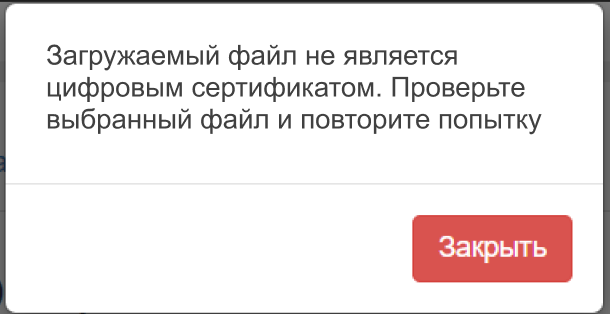 Загружаемый файл не является
цифровым сертификатом. Проверьте
выбранный файл и повторите попытку
Закрыть